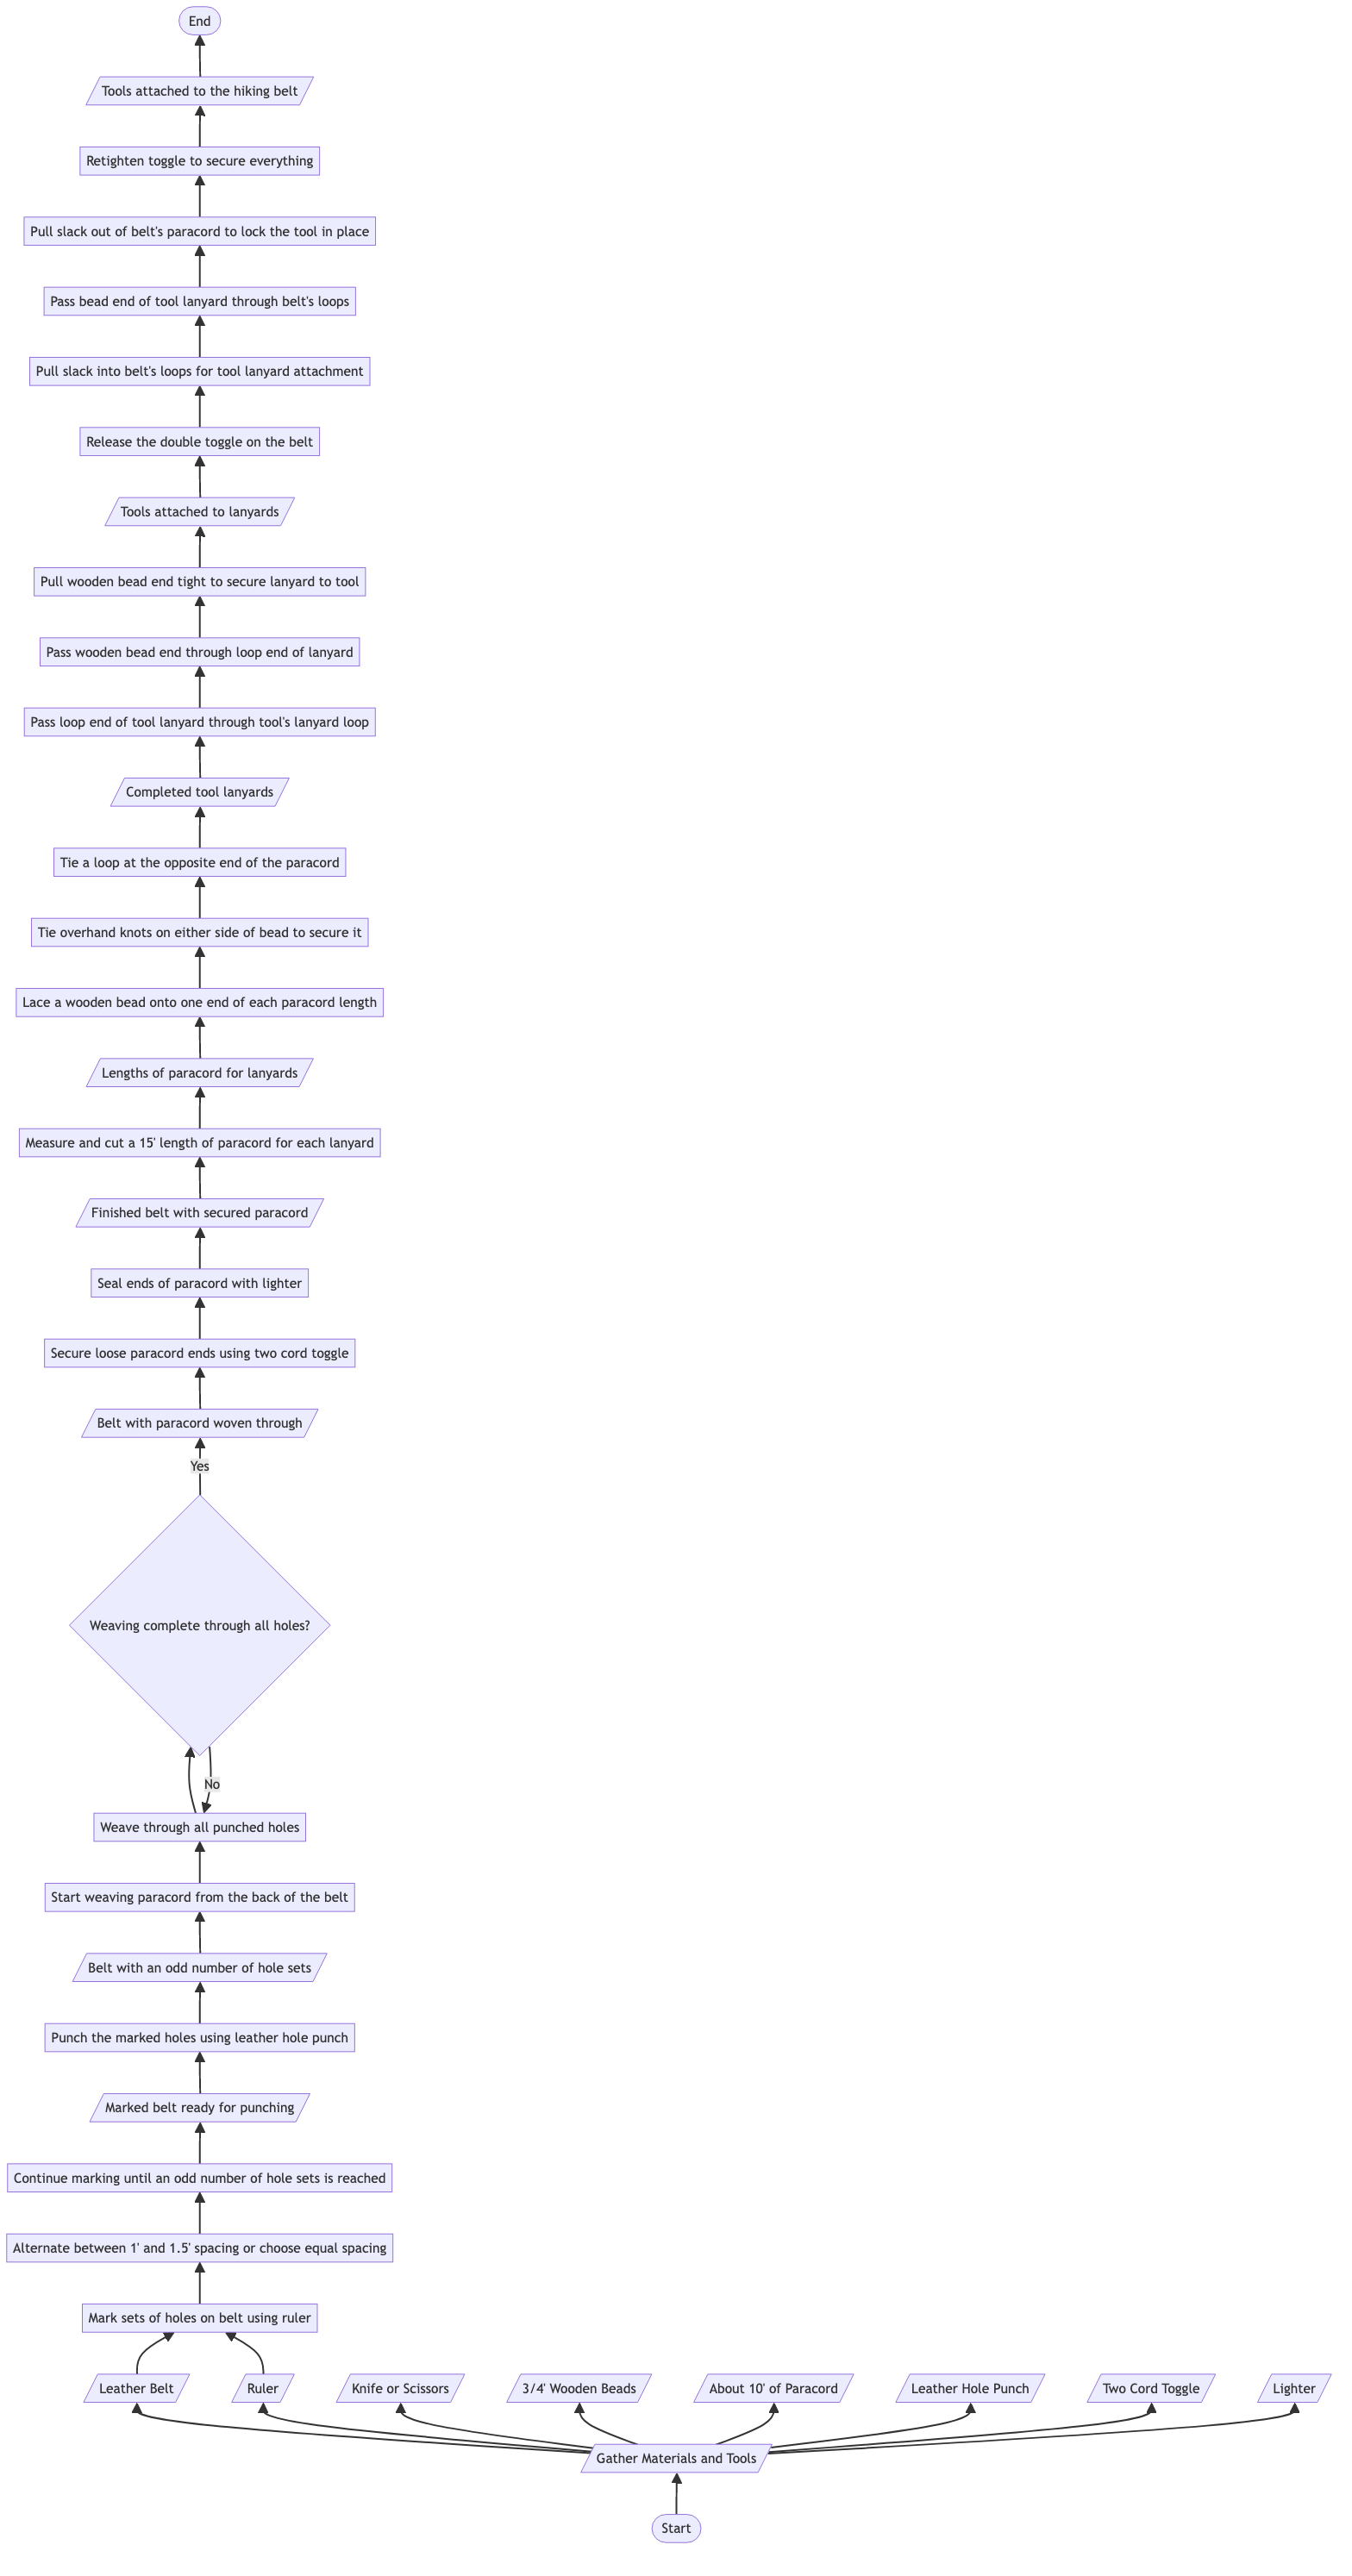 End
Tools attached to the hiking belt
Retighten toggle to secure everything
Pull slack out of belt's paracord to lock the tool in place
Pass bead end of tool lanyard through belt's loops
Pull slack into belt's loops for tool lanyard attachment
Release the double toggle on the belt
Tools attached to lanyards
Pull wooden bead end tight to secure lanyard to tool
Pass wooden bead end through loop end of lanyard
Pass loop end of tool lanyard through tool's lanyard loop
Completed tool lanyards
Tie a loop at the opposite end of the paracord
Tie overhand knots on either side of bead to secure it
Lace a wooden bead onto one end of each paracord length
Lengths of paracord for lanyards
Measure and cut a 15' length of paracord for each lanyard
Finished belt with secured paracord
Seal ends of paracord with lighter
Secure loose paracord ends using two cord toggle
Belt with paracord woven through
Yes
Weaving complete through all holes?
No
Weave through all punched holes
Start weaving paracord from the back of the belt
Belt with an odd number of hole sets
Punch the marked holes using leather hole punch
Marked belt ready for punching
Continue marking until an odd number of hole sets is reached
Alternate between 1' and 1.5' spacing or choose equal spacing
Mark sets of holes on belt using ruler
Leather Belt
Ruler
Knife or Scissors
3/4' Wooden Beads
About 10' of Paracord
Leather Hole Punch
Two Cord Toggle
Lighter
Gather Materials and Tools
Start